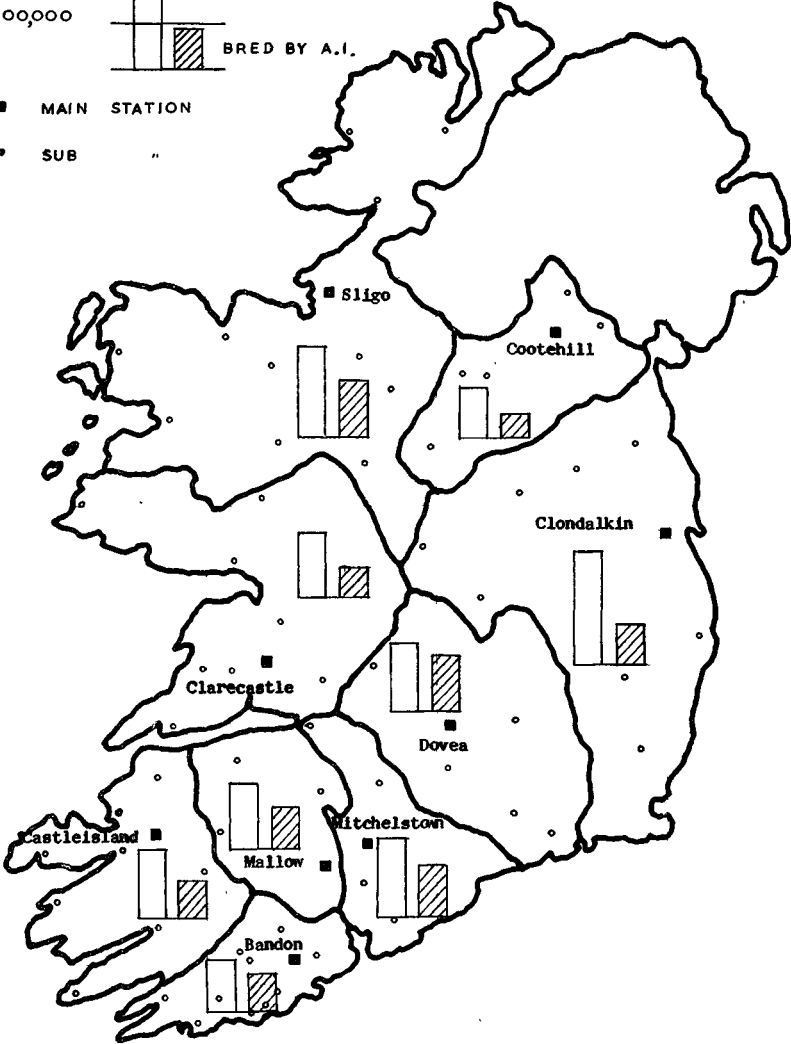 00,000
BRED BY A.I.
MAIN STATION
SUB "
Sligo
Cootehill
Clondalkin
Clarecastle
Dovea
Castleisland
Mitchelstown
Mallow
Bandon